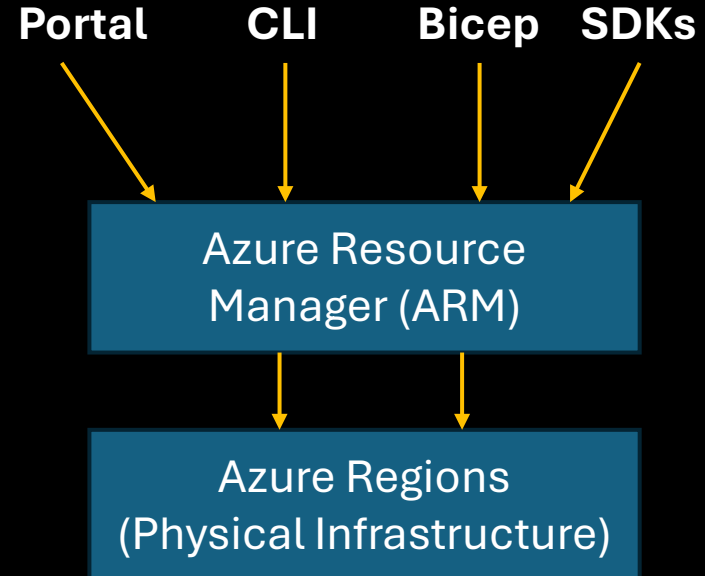 Portal CLI Bicep SDKs
Azure Resource
Manager (ARM)
Azure Regions
(Physical Infrastructure)